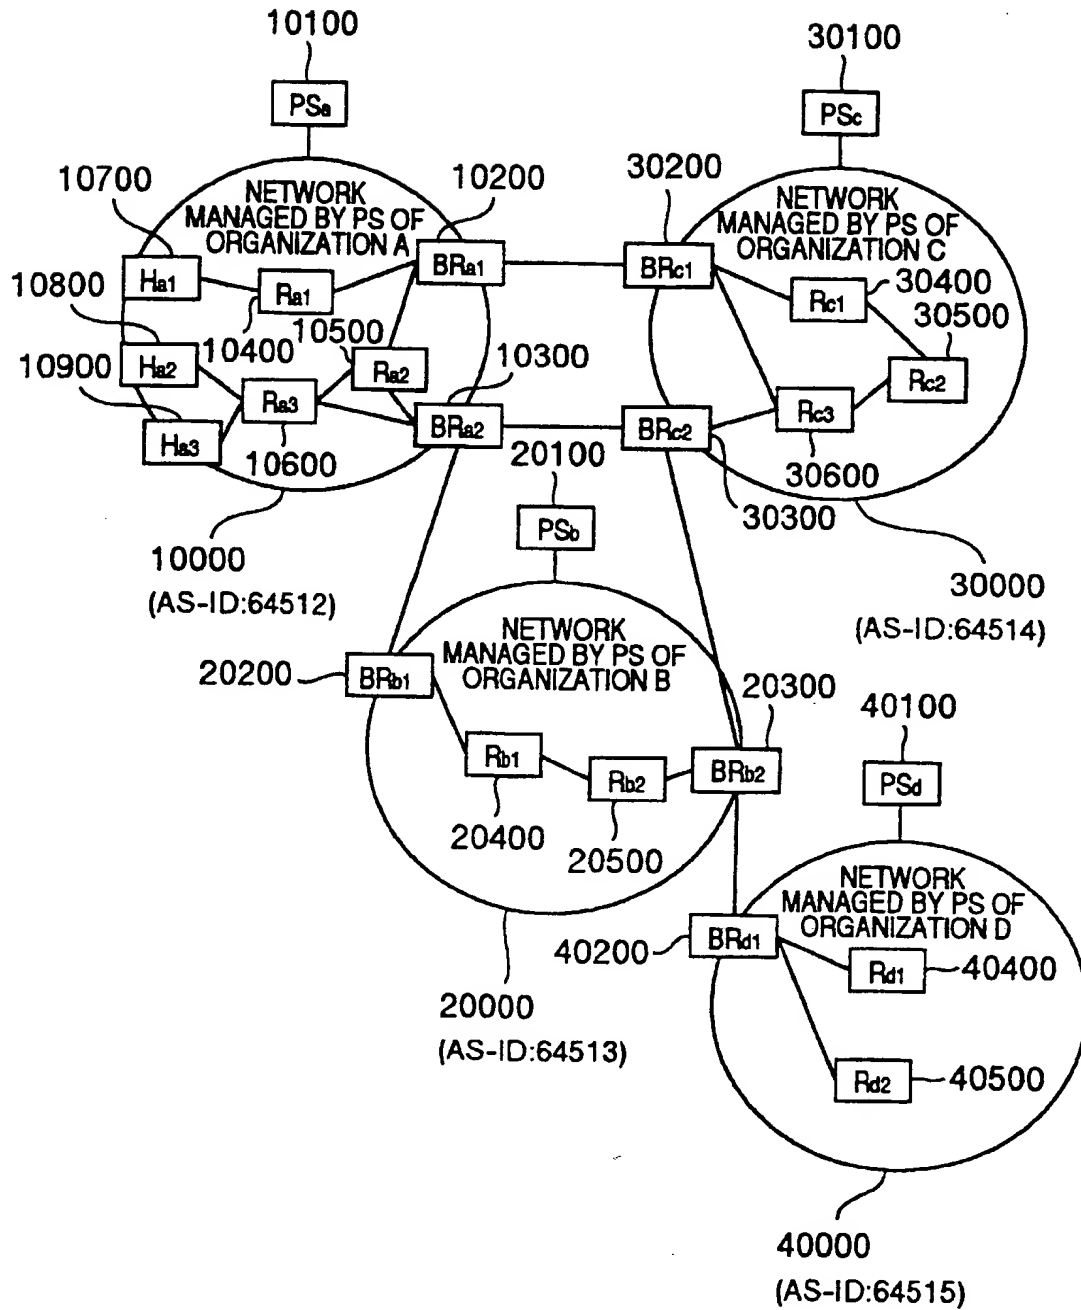 10100
30100
PSa
PSc
10700
10200
30200
NETWORK
MANAGED BY PS OF
ORGANIZATION A
NETWORK
MANAGED BY PS OF
ORGANIZATION C
Ha1
Ra1
BRa1
BRc1
Rc1
30400
10800
10400
10500
10300
30500
Ha2
Ra2
Rc2
10900
Ra3
BRa2
BRc2
Rc3
Ha3
10600
20100
30600
30300
PSb
10000
(AS-ID:64512)
30000
(AS-ID:64514)
NETWORK
MANAGED BY PS OF
ORGANIZATION B
20200
BRb1
20300
40100
Rb1
Rb2
BRb2
PSd
20400
20500
NETWORK
MANAGED BY PS OF
ORGANIZATION D
40200
BRd1
Rd1
40400
20000
(AS-ID:64513)
Rd2
40500
40000
(AS-ID:64515)